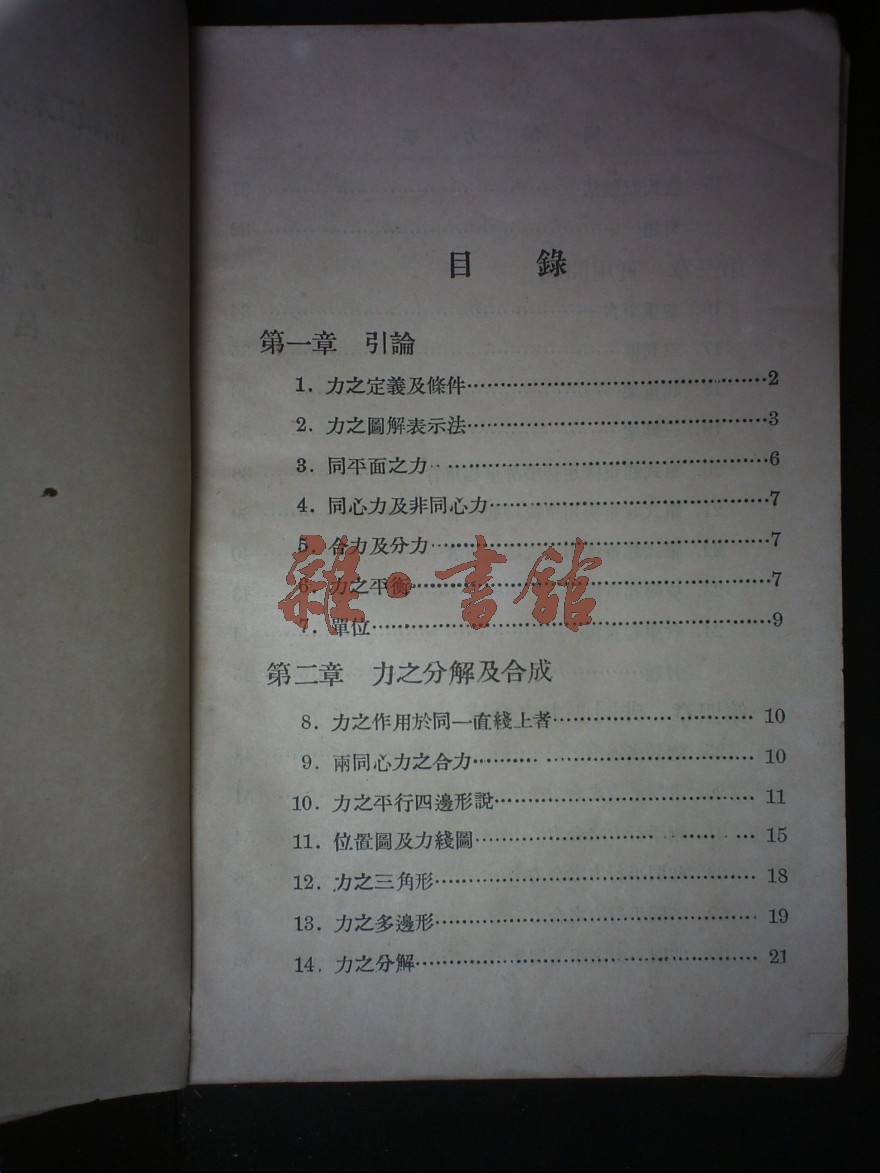 目　錄
第一章　引論
1. 力之定義及條件……2
2. 力之圖解表示法……3
3. 同平面之力……6
4. 同心力及非同心力……7
5. 合力及分力……7
6. 力之平衡……7
7. 單位……9
第二章　力之分解及合成
8. 力之作用於同一直綫上者……10
9. 兩同心力之合力……10
10. 力之平行四邊形說……11
11. 位置圖及力綫圖……15
12. 力之三角形……18
13. 力之多邊形……19
14. 力之分解……21
雜·書館